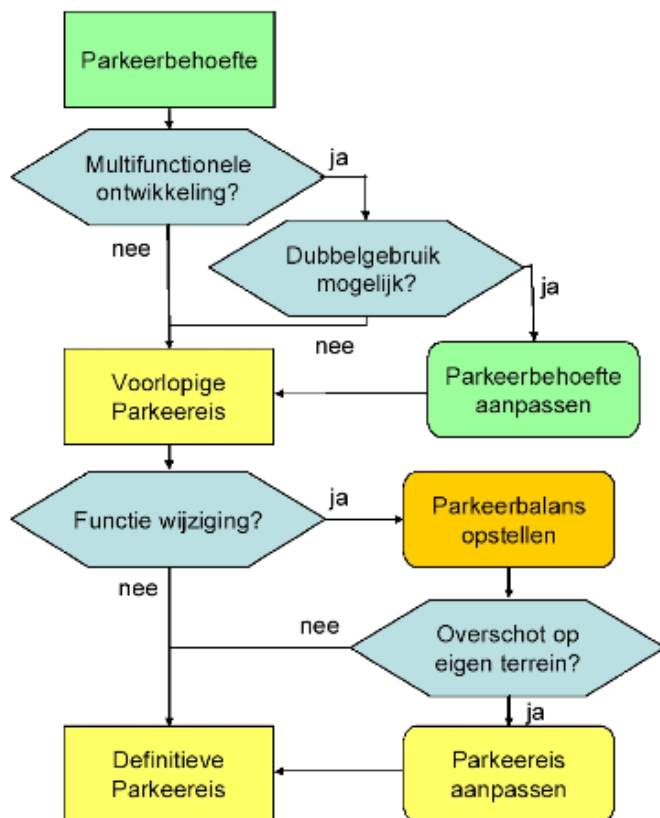 Parkeerbehoefte
Multifunctionele
ontwikkeling?
ja
nee
Dubbelgebruik
mogelijk?
ja
nee
Voorlopige
Parkeereis
Parkeerbehoefte
aanpassen
Functie wijziging?
ja
nee
Parkeerbalans
opstellen
Overschot op
eigen terrein?
nee
ja
Definitieve
Parkeereis
Parkeereis
aanpassen